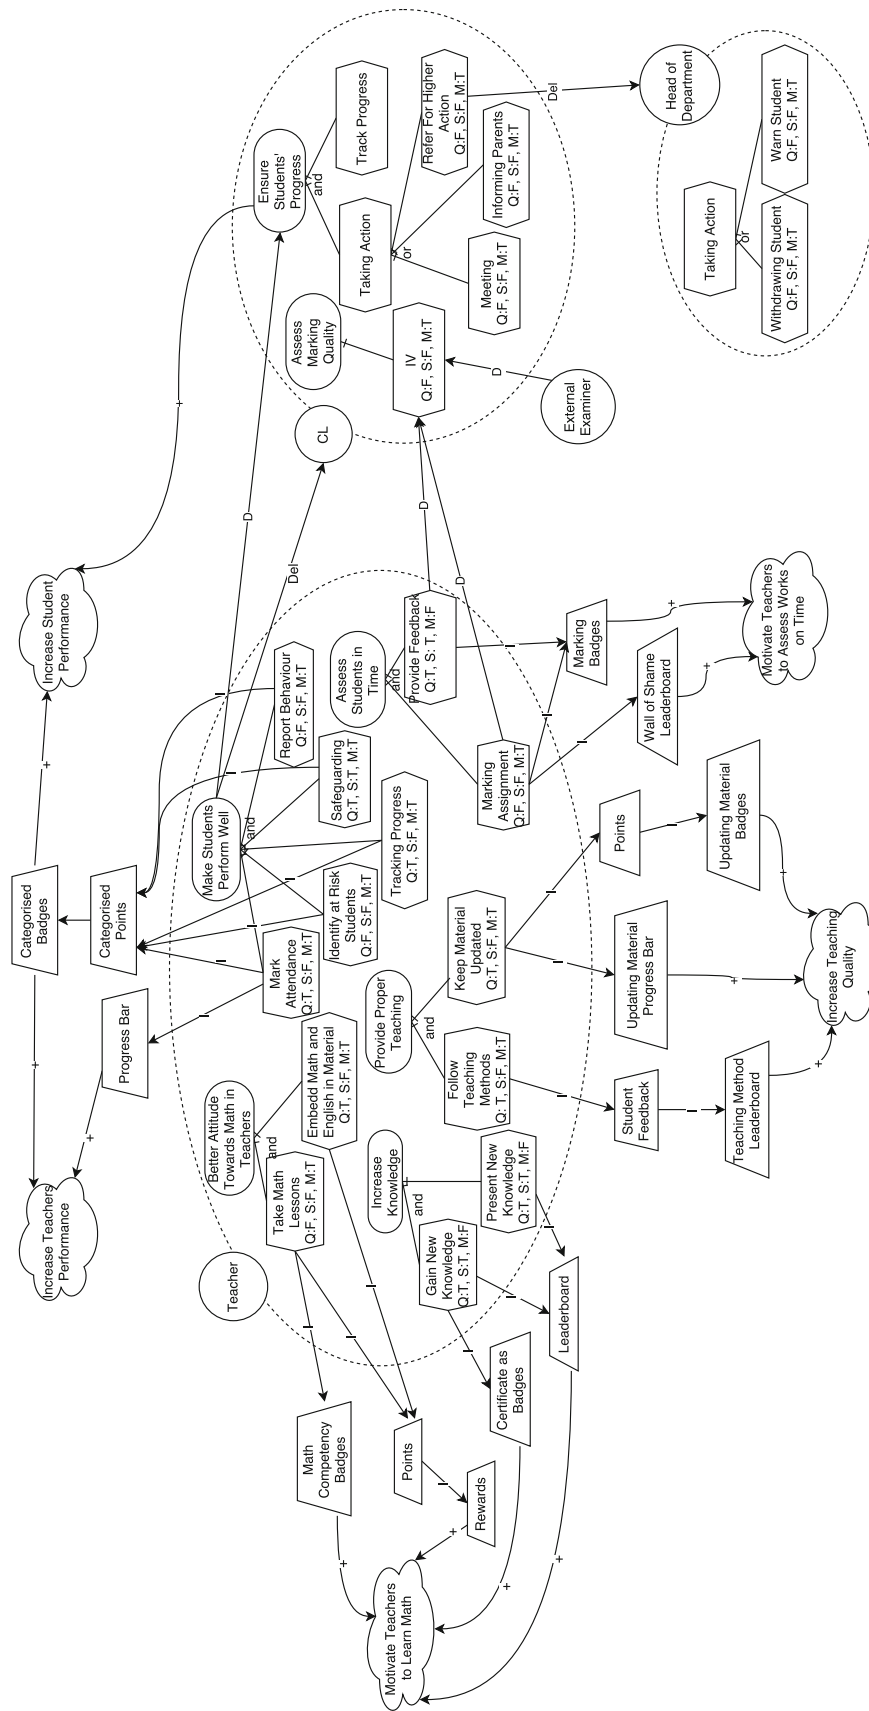 Increase Teachers
Performance
+
+
Progress Bar
Categorised
Badges
Categorised
Points
+
Increase Student
Performance
+
Teacher
Better Attitude
Towards Math in
Teachers
and
Take Math
Lessons
Q:F, S:F, M:T
Embedd Math and
English in Material
Q:T, S:F, M:T
Make Students
Perform Well
and
Mark
Attendance
Q:T, S:F, M:T
Identify at Risk
Students
Q:F, S:F, M:T
Tracking Progress
Q:T, S:F, M:T
Safeguarding
Q:T, S:T, M:T
Report Behaviour
Q:F, S:F, M:T
I
I
I
I
I
I
D
Del
CL
Ensure
Students'
Progress
and
Taking Action
Track Progress
or
Meeting
Q:F, S:F, M:T
Informing Parents
Q:F, S:F, M:T
Refer For Higher
Action
Q:F, S:F, M:T
Assess
Marking
Quality
IV
Q:F, S:F, M:T
D
External
Examiner
Del
Head of
Department
Taking Action
or
Withdrawing Student
Q:F, S:F, M:T
Warn Student
Q:F, S:F, M:T
Increase
Knowledge
and
Gain New
Knowledge
Q:T, S:T, M:F
Present New
Knowledge
Q:T, S:T, M:F
Provide Proper
Teaching
and
Follow
Teaching
Methods
Q: T, S:F, M:T
Keep Material
Updated
Q:T, S:F, M:T
Assess
Students in
Time
and
Marking
Assignment
Q:F, S:F, M:T
Provide Feedback
Q:T, S: T, M:F
D
D
I
I
I
I
I
I
I
I
I
I
I
I
Math
Competency
Badges
Points
I
Rewards
Certificate as
Badges
Leaderboard
+
+
+
+
Motivate Teachers
to Learn Math
Student
Feedback
I
Teaching Method
Leaderboard
Updating Material
Progress Bar
Points
I
Updating Material
Badges
+
+
+
Increase Teaching
Quality
Wall of Shame
Leaderboard
Marking
Badges
+
+
Motivate Teachers
to Assess Works
on Time